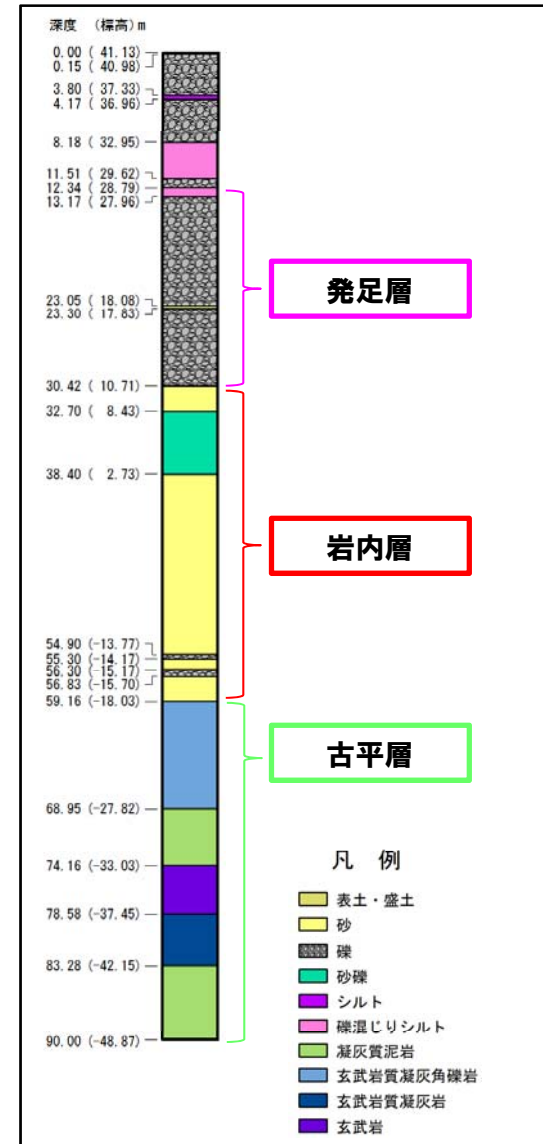 深度 (標高)m
0.00 ( 41.13)
0.15 ( 40.98)
3.80 ( 37.33)
4.17 ( 36.96)
8.18 ( 32.95)
11.51 ( 29.62)
12.34 ( 28.79)
13.17 ( 27.96)
23.05 ( 18.08)
23.30 ( 17.83)
30.42 ( 10.71)
32.70 ( 8.43)
38.40 ( 2.73)
54.90 (-13.77)
55.30 (-14.17)
56.30 (-15.17)
56.83 (-15.70)
59.16 (-18.03)
68.95 (-27.82)
74.16 (-33.03)
78.58 (-37.45)
83.28 (-42.15)
90.00 (-48.87)
発足層
岩内層
古平層
凡 例
表土・盛土
砂
礫
砂礫
シルト
礫混じりシルト
凝灰質泥岩
玄武岩質凝灰角礫岩
玄武岩質凝灰岩
玄武岩